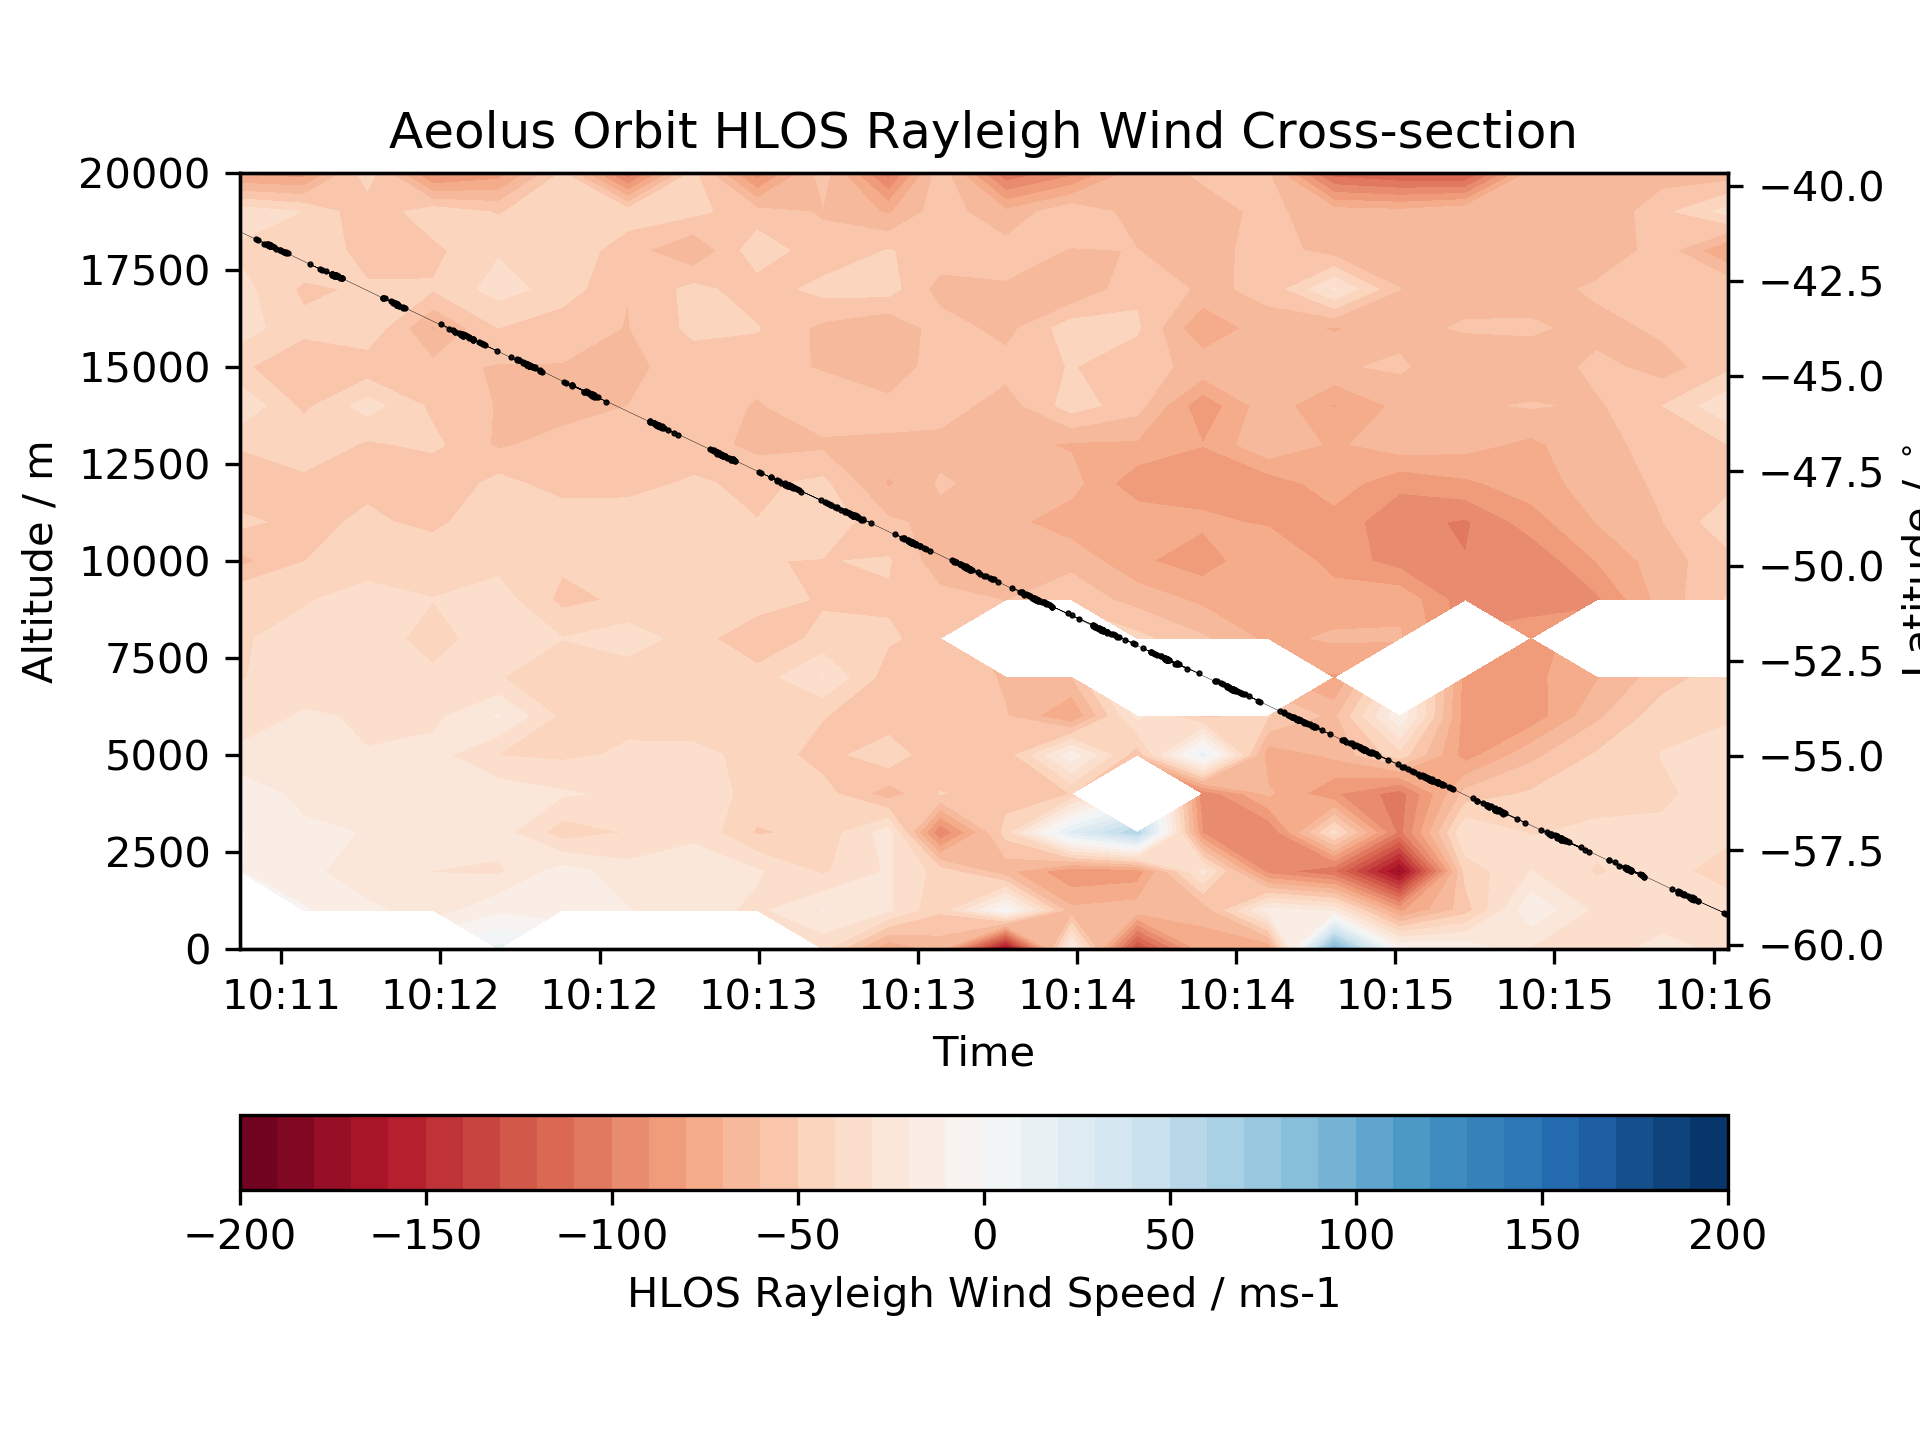 Aeolus Orbit HLOS Rayleigh Wind Cross-section
Altitude / m
20000
17500
15000
12500
10000
7500
5000
2500
0
−40.0
−42.5
−45.0
−47.5
−50.0
−52.5
−55.0
−57.5
−60.0
Latitude / °
10:11 10:12 10:12 10:13 10:13 10:14 10:14 10:15 10:15 10:16
Time
−200 −150 −100 −50 0 50 100 150 200
HLOS Rayleigh Wind Speed / ms-1